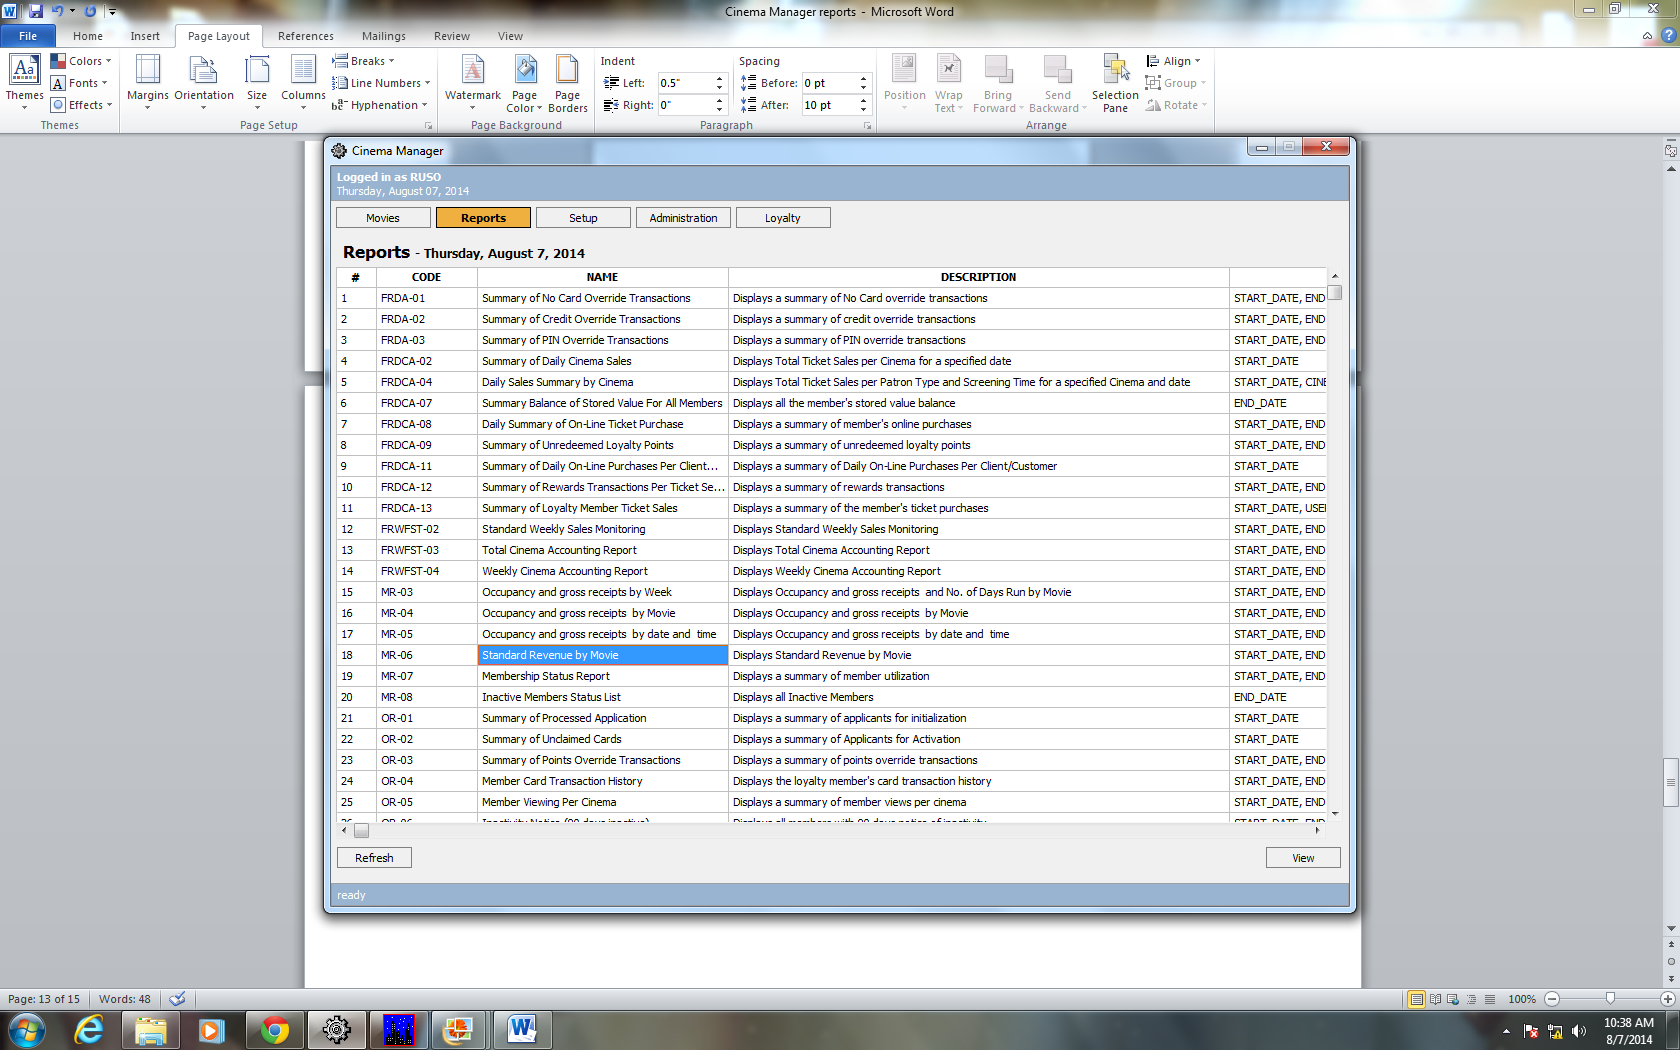 Cinema Manager reports - Microsoft Word
File Home Insert Page Layout References Mailings Review View
Themes
Colors
Fonts
Effects
Themes
Margins Orientation Size Columns
Breaks
Line Numbers
Hyphenation
Page Setup
Watermark Page Color Page Borders
Page Background
Indent
Left: 0.5"
Right: 0"
Spacing
Before: 0 pt
After: 10 pt
Paragraph
Position Wrap Text Bring Forward Send Backward Selection Pane
Align
Group
Rotate
Arrange
Cinema Manager
Logged in as RUSO
Thursday, August 07, 2014
Movies Reports Setup Administration Loyalty
Reports - Thursday, August 7, 2014
# CODE NAME DESCRIPTION
1 FRDA-01 Summary of No Card Override Transactions Displays a summary of No Card override transactions START_DATE, END
2 FRDA-02 Summary of Credit Override Transactions Displays a summary of credit override transactions START_DATE, END
3 FRDA-03 Summary of PIN Override Transactions Displays a summary of PIN override transactions START_DATE, END
4 FRDCA-02 Summary of Daily Cinema Sales Displays Total Ticket Sales per Cinema for a specified date START_DATE
5 FRDCA-04 Daily Sales Summary by Cinema Displays Total Ticket Sales per Patron Type and Screening Time for a specified Cinema and date START_DATE, CINE
6 FRDCA-07 Summary Balance of Stored Value For All Members Displays all the member's stored value balance END_DATE
7 FRDCA-08 Daily Summary of On-Line Ticket Purchase Displays a summary of member's online purchases START_DATE, END
8 FRDCA-09 Summary of Unredeemed Loyalty Points Displays a summary of unredeemed loyalty points START_DATE, END
9 FRDCA-11 Summary of Daily On-Line Purchases Per Client... Displays a summary of Daily On-Line Purchases Per Client/Customer START_DATE
10 FRDCA-12 Summary of Rewards Transactions Per Ticket Se... Displays a summary of rewards transactions START_DATE, END
11 FRDCA-13 Summary of Loyalty Member Ticket Sales Displays a summary of the member's ticket purchases START_DATE, USE
12 FRWFST-02 Standard Weekly Sales Monitoring Displays Standard Weekly Sales Monitoring START_DATE, END
13 FRWFST-03 Total Cinema Accounting Report Displays Total Cinema Accounting Report START_DATE, END
14 FRWFST-04 Weekly Cinema Accounting Report Displays Weekly Cinema Accounting Report START_DATE, END
15 MR-03 Occupancy and gross receipts by Week Displays Occupancy and gross receipts and No. of Days Run by Movie START_DATE, END
16 MR-04 Occupancy and gross receipts by Movie Displays Occupancy and gross receipts by Movie START_DATE, END
17 MR-05 Occupancy and gross receipts by date and time Displays Occupancy and gross receipts by date and time START_DATE, END
18 MR-06 Standard Revenue by Movie Displays Standard Revenue by Movie START_DATE, END
19 MR-07 Membership Status Report Displays a summary of member utilization START_DATE, END
20 MR-08 Inactive Members Status List Displays all Inactive Members END_DATE
21 OR-01 Summary of Processed Application Displays a summary of applicants for initialization START_DATE
22 OR-02 Summary of Unclaimed Cards Displays a summary of Applicants for Activation START_DATE
23 OR-03 Summary of Points Override Transactions Displays a summary of points override transactions START_DATE, END
24 OR-04 Member Card Transaction History Displays the loyalty member's card transaction history START_DATE, END
25 OR-05 Member Viewing Per Cinema Displays a summary of member views per cinema START_DATE, END
Refresh View
ready
Page: 13 of 15 Words: 48 100%
10:38 AM
8/7/2014